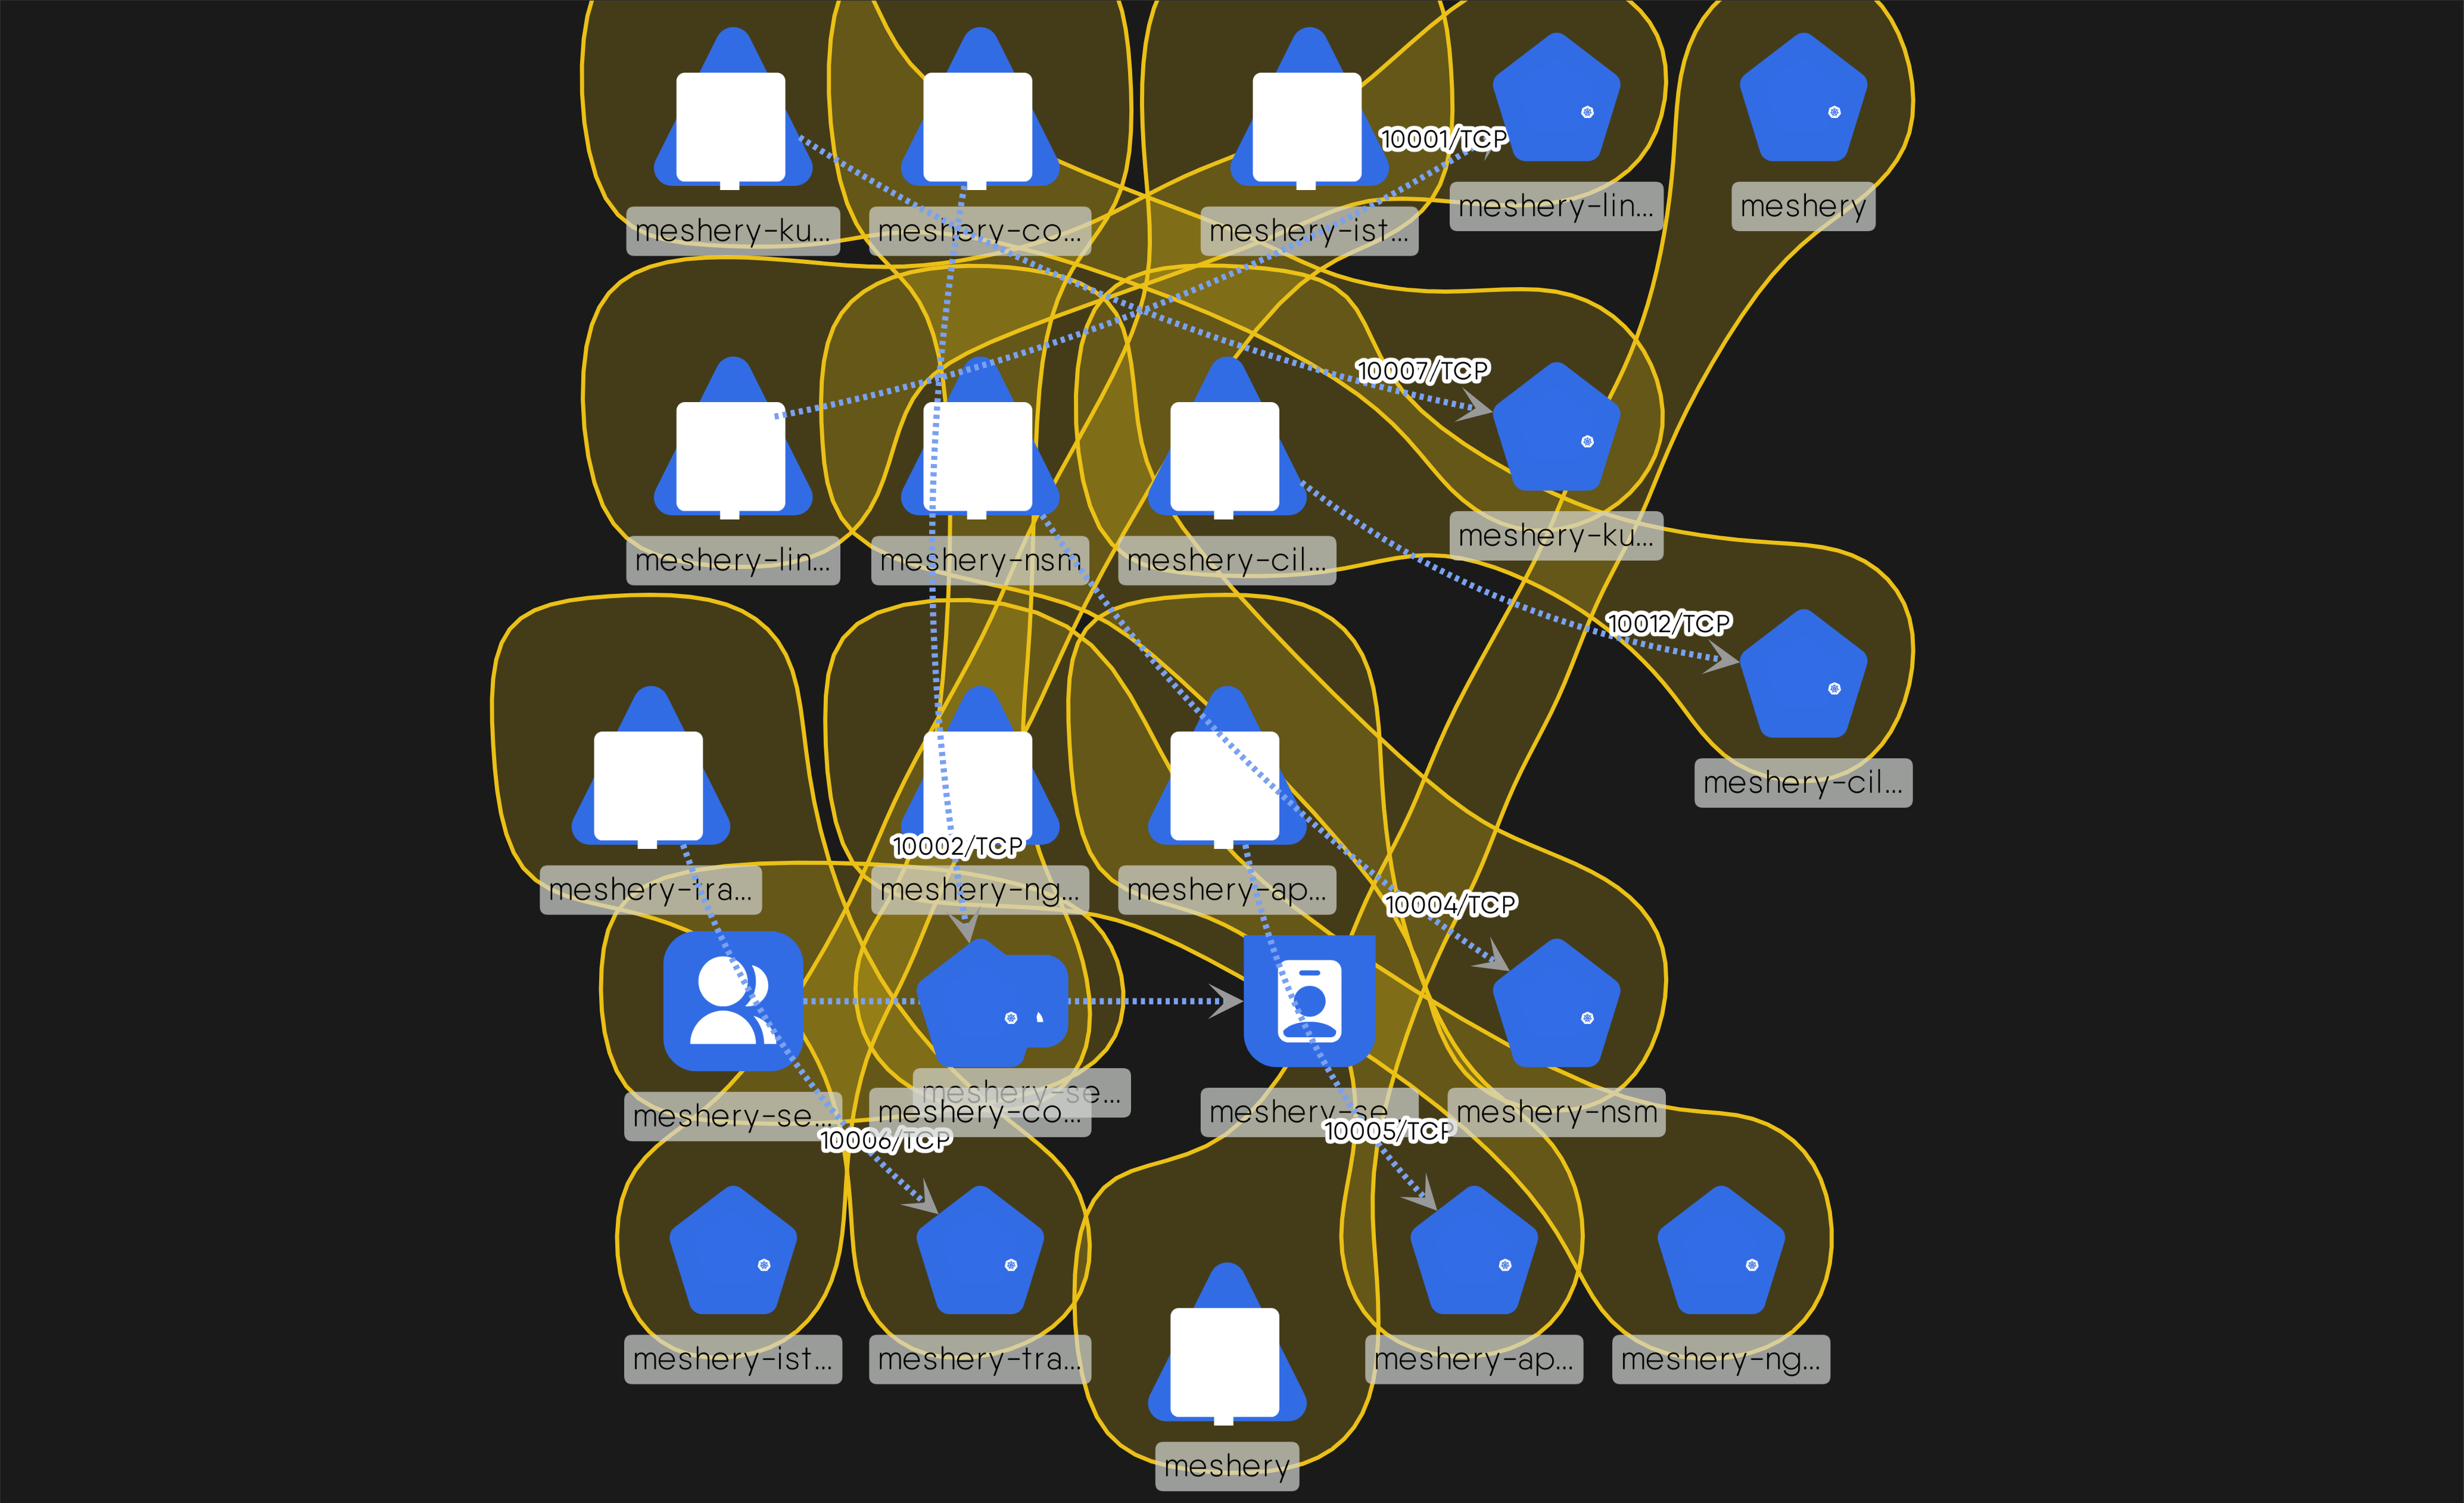 10001/TCP
meshery-ku...
meshery-co...
meshery-ist...
meshery-lin...
meshery
10007/TCP
meshery-lin...
meshery-nsm
meshery-cil...
meshery-ku...
10012/TCP
meshery-cil...
10002/TCP
meshery-tra...
meshery-ng...
meshery-ap...
10004/TCP
meshery-se...
meshery-se...
meshery-co...
meshery-se
meshery-nsm
10006/TCP
10005/TCP
meshery-ist...
meshery-tra...
meshery-ap...
meshery-ng...
meshery